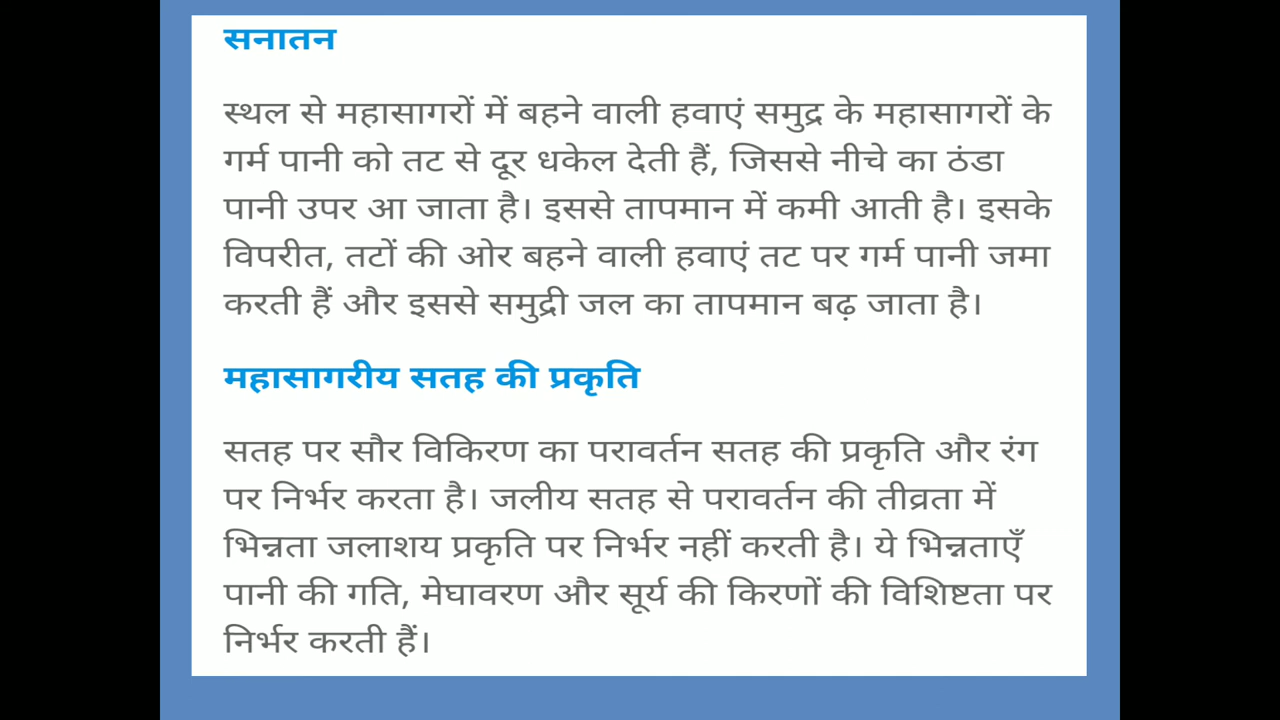 सनातन
स्थल से महासागरों में बहने वाली हवाएं समुद्र के महासागरों के
गर्म पानी को तट से दूर धकेल देती हैं, जिससे नीचे का ठंडा
पानी उपर आ जाता है। इससे तापमान में कमी आती है। इसके
विपरीत, तटों की ओर बहने वाली हवाएं तट पर गर्म पानी जमा
करती हैं और इससे समुद्री जल का तापमान बढ़ जाता है।
महासागरीय सतह की प्रकृति
सतह पर सौर विकिरण का परावर्तन सतह की प्रकृति और रंग
पर निर्भर करता है। जलीय सतह से परावर्तन की तीव्रता में
भिन्नता जलाशय प्रकृति पर निर्भर नहीं करती है। ये भिन्नताएँ
पानी की गति, मेघावरण और सूर्य की किरणों की विशिष्टता पर
निर्भर करती हैं।